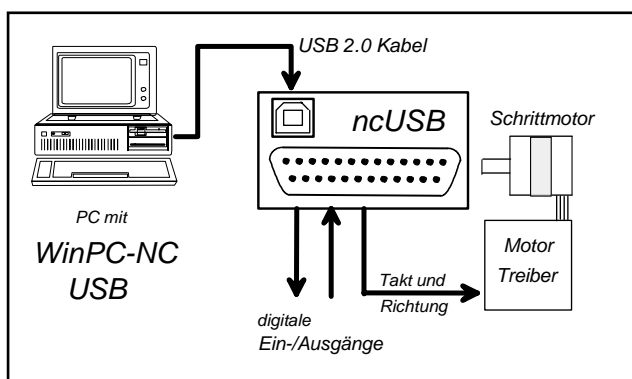 USB 2.0 Kabel
ncUSB
Schrittmotor
PC mit
WinPC-NC
USB
Motor
Treiber
Takt und
Richtung
digitale
Ein-/Ausgänge